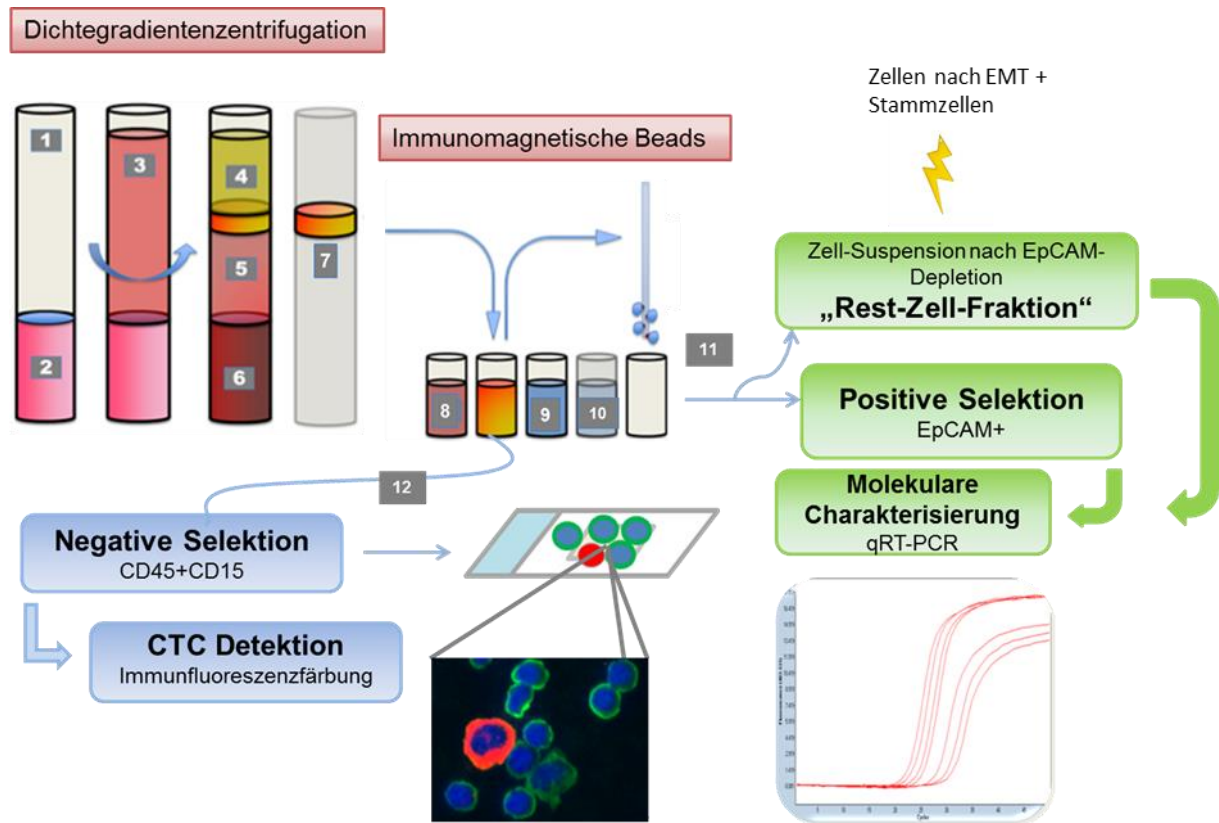 Dichtegradientenzentrifugation
Zellen nach EMT +
Stammzellen
1
3
4
Immunomagnetische Beads
7
5
2
6
Zell-Suspension nach EpCAM-
Depletion
„Rest-Zell-Fraktion“
11
8
9
10
Positive Selektion
EpCAM+
12
Molekulare
Charakterisierung
qRT-PCR
Negative Selektion
CD45+CD15
CTC Detektion
Immunfluoreszenzfärbung